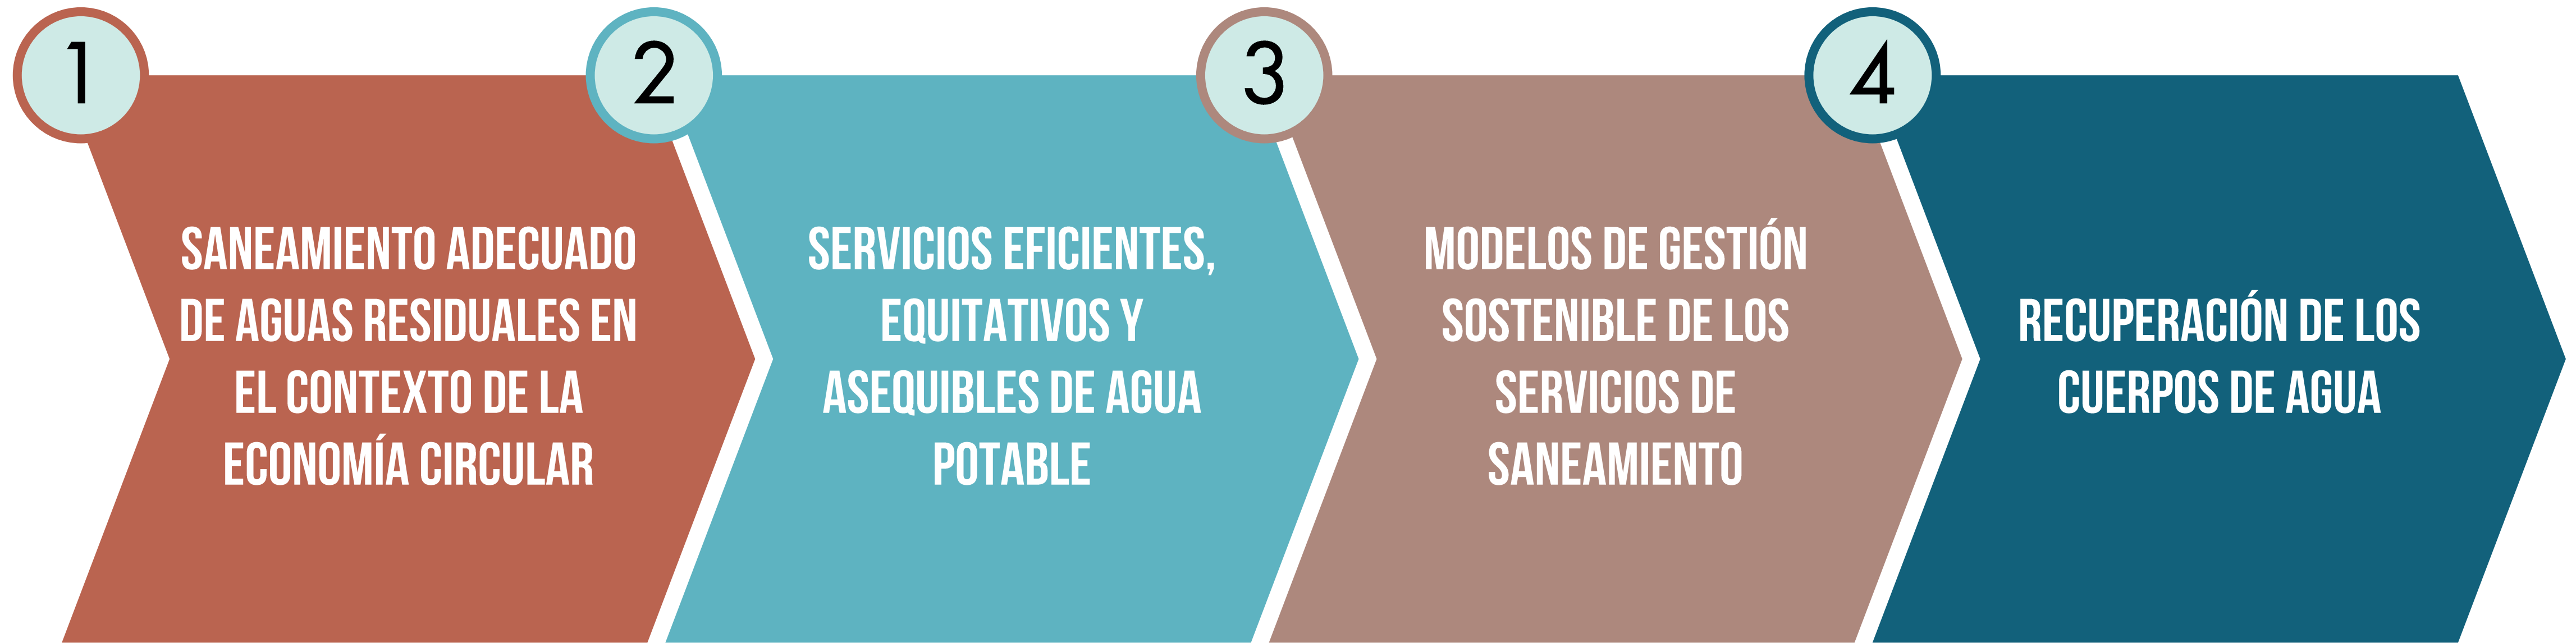 1
SANEAMIENTO ADECUADO
DE AGUAS RESIDUALES EN
EL CONTEXTO DE LA
ECONOMÍA CIRCULAR
2
SERVICIOS EFICIENTES,
EQUITATIVOS Y
ASEQUIBLES DE AGUA
POTABLE
3
MODELOS DE GESTIÓN
SOSTENIBLE DE LOS
SERVICIOS DE
SANEAMIENTO
4
RECUPERACIÓN DE LOS
CUERPOS DE AGUA